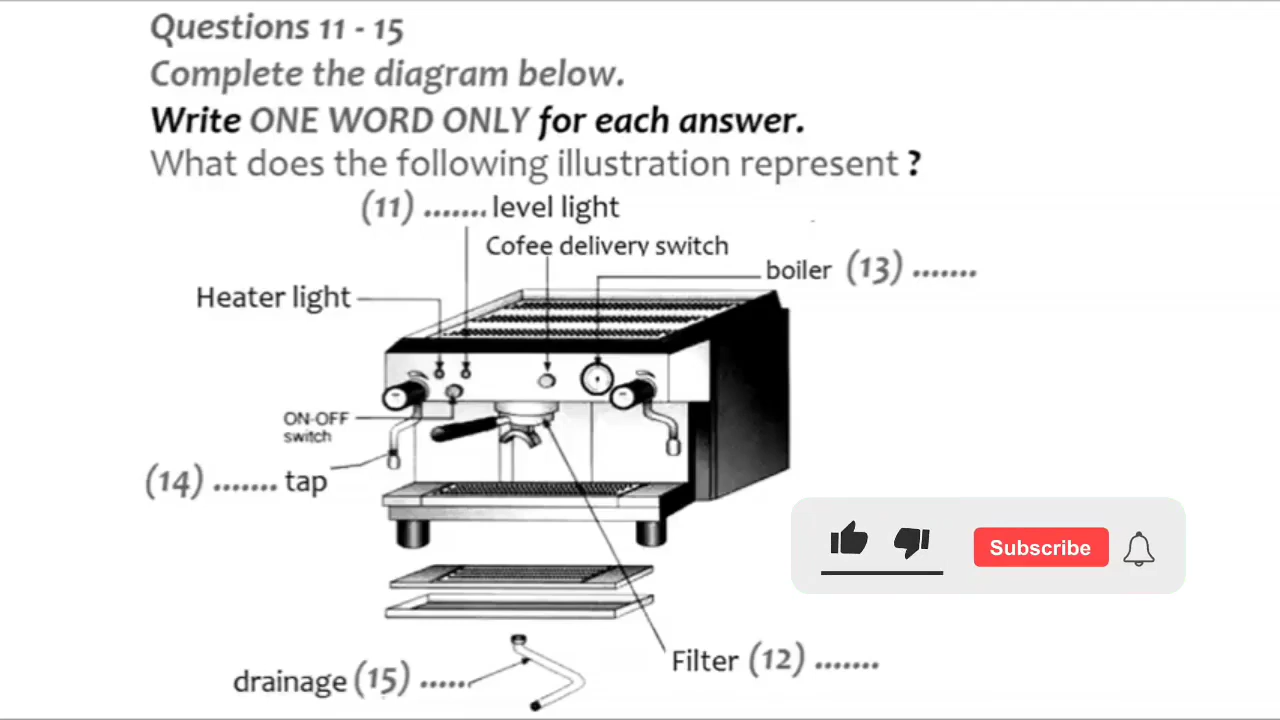 Questions 11 - 15
Complete the diagram below.
Write ONE WORD ONLY for each answer.
What does the following illustration represent ?
(11) ....... level light
Cofee delivery switch
boiler (13) .......
Heater light
ON-OFF
switch
(14) ....... tap
Subscribe
Filter (12) .......
drainage (15) .....